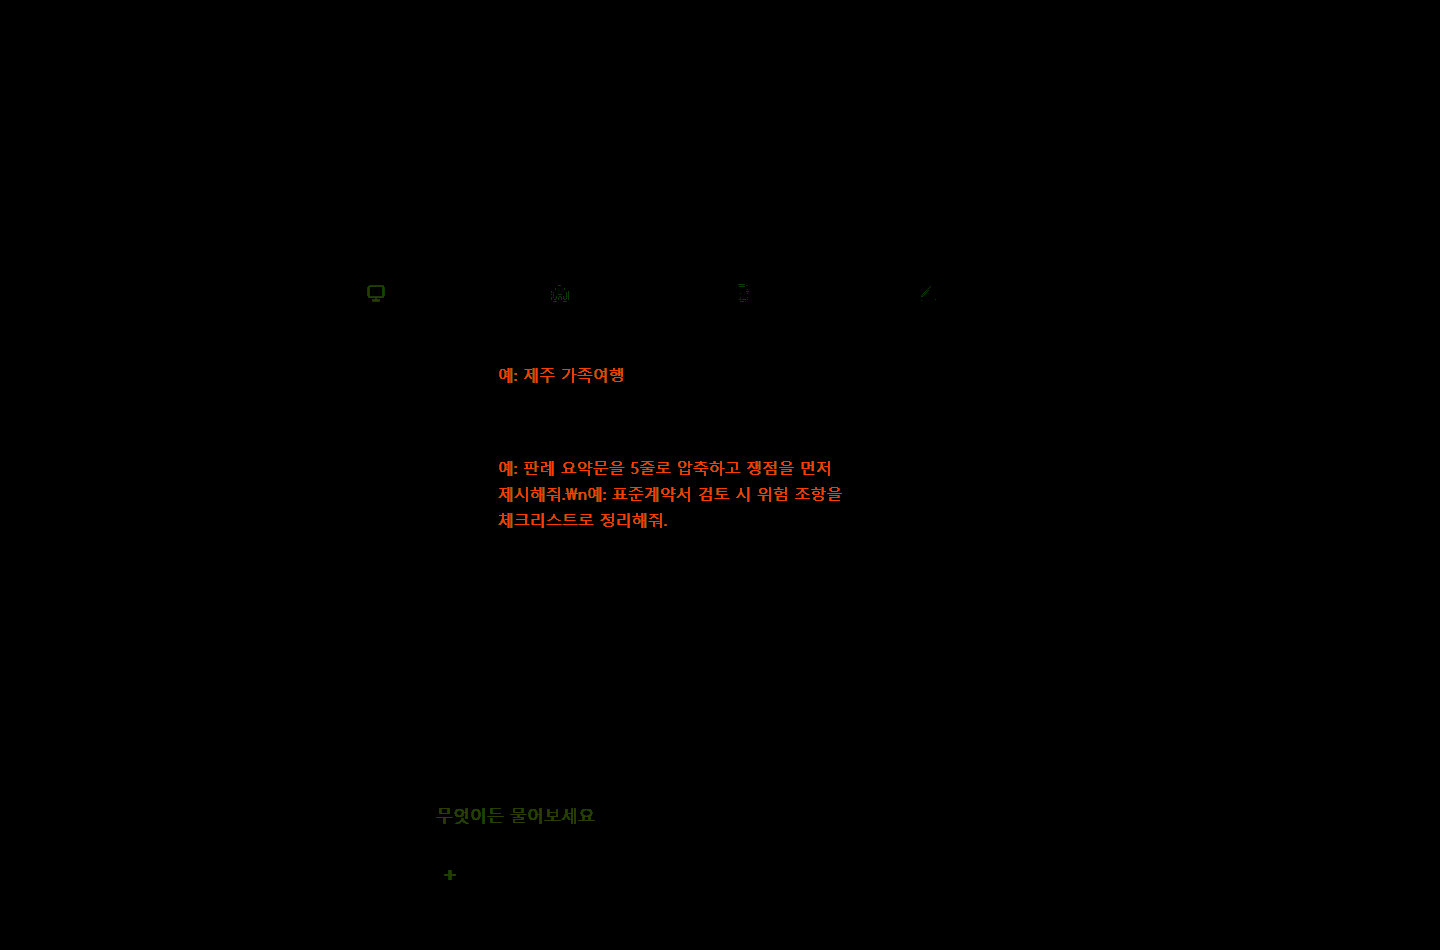 예: 제주 가족여행
예: 판례 요약문을 5줄로 압축하고 쟁점을 먼저
제시해줘.₩n예: 표준계약서 검토 시 위험 조항을
체크리스트로 정리해줘.
무엇이든 물어보세요